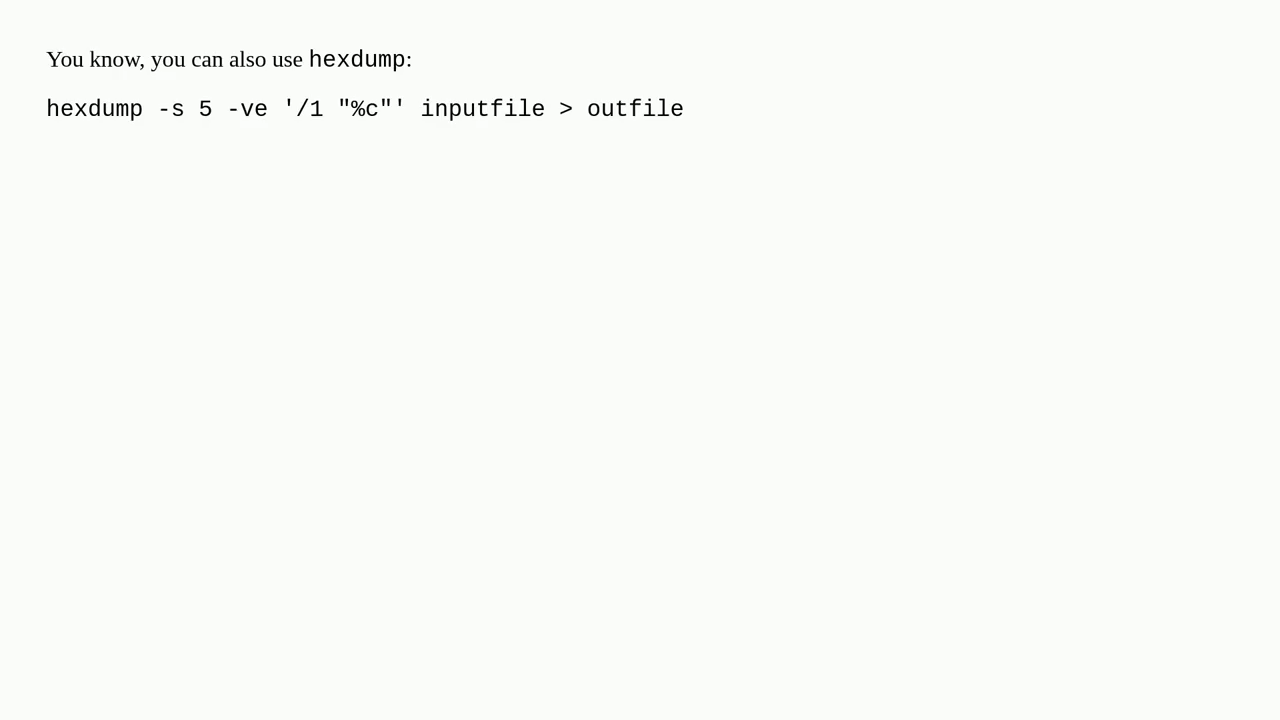 You know, you can also use hexdump:
hexdump -s 5 -ve '/1 "%c"' inputfile > outfile